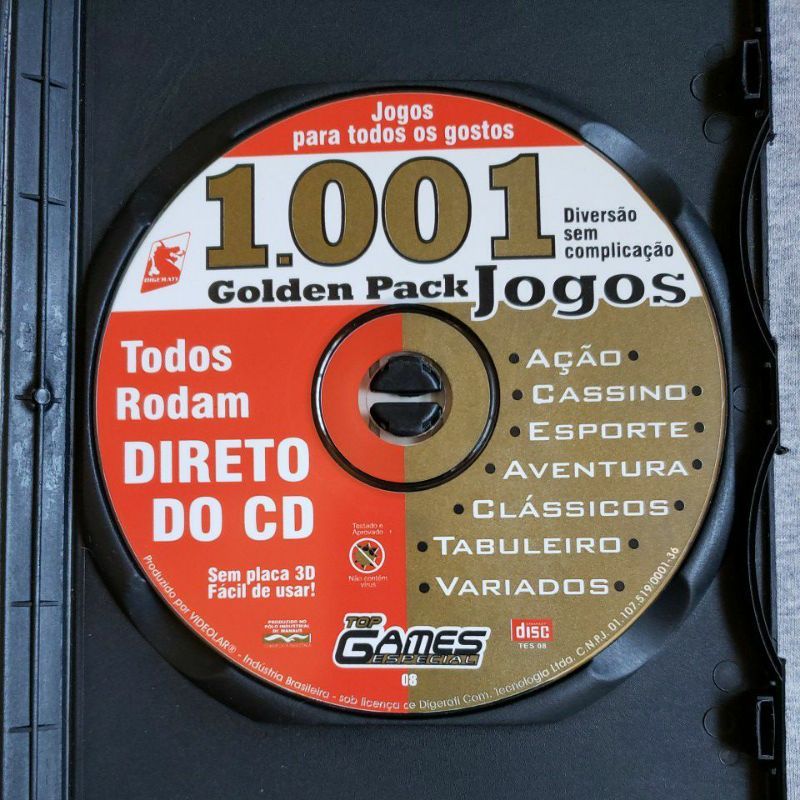 Jogos
para todos os gostos
1.001
Diversão
sem
complicação
Golden Pack Jogos
DIGERATI
Todos
Rodam
DIRETO
DO CD
Sem placa 3D
Fácil de usar!
• AÇÃO •
• CASSINO •
• ESPORTE •
• AVENTURA •
• CLÁSSICOS •
• TABULEIRO •
• VARIADOS •
Testado e
Aprovado
Não contém
vírus
PRODUZIDO NO
PÓLO INDUSTRIAL
DE MANAUS
TOP
GAMES
ESPECIAL
08
disc
TES 08
Produzido por VIDEOLAR® - Indústria Brasileira - sob licença de Digerati Com. Tecnologia Ltda. C.N.P.J. 01.107.519/0001-36